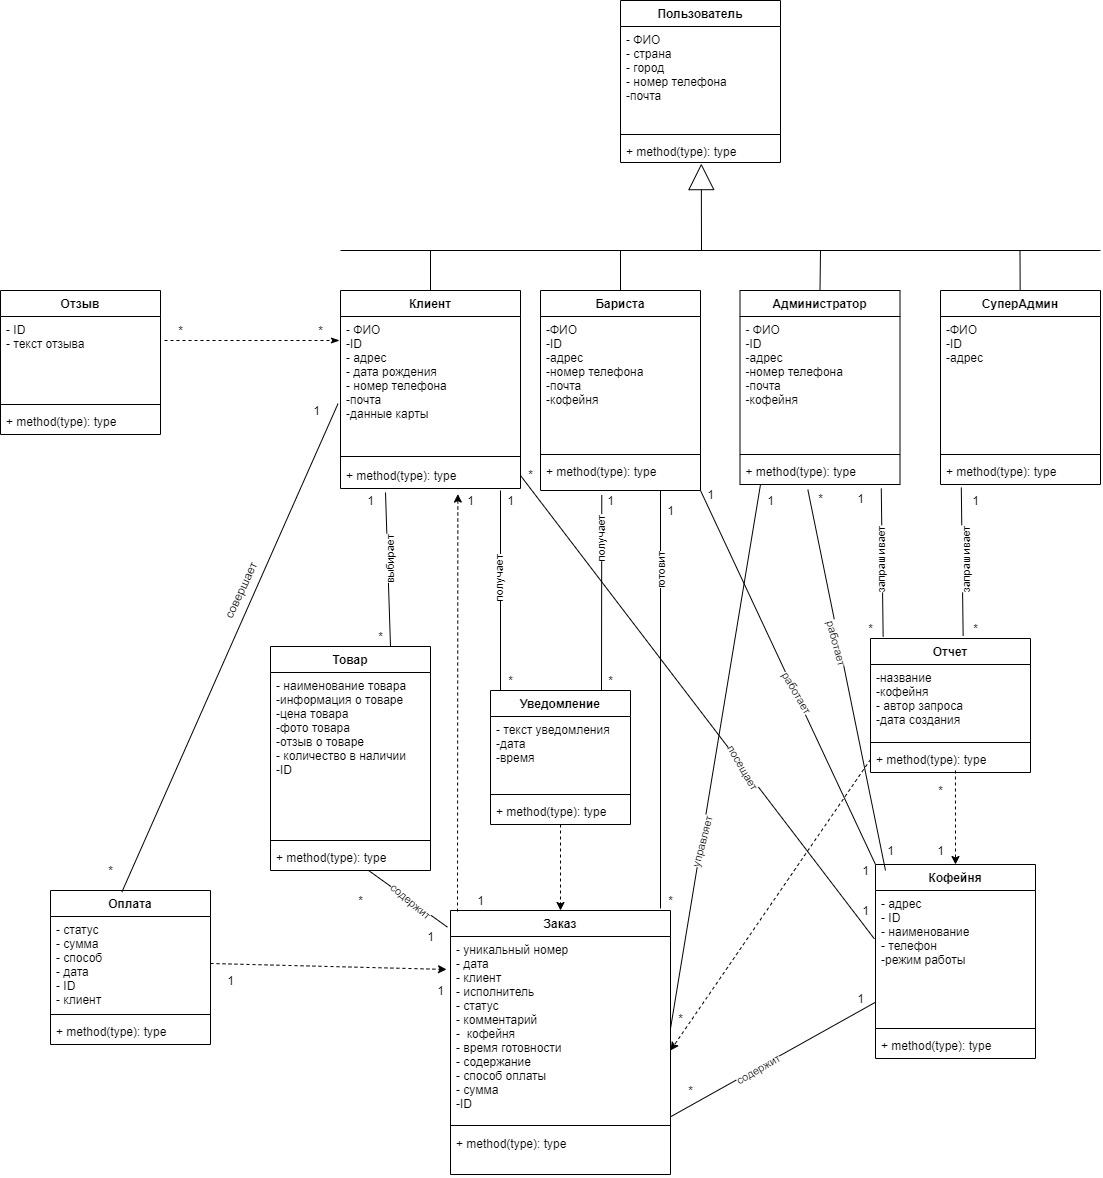 Пользователь
- ФИО
- страна
- город
- номер телефона
-почта
+ method(type): type
Отзыв
- ID
- текст отзыва
+ method(type): type
*
*
Клиент
- ФИО
-ID
- адрес
- дата рождения
- номер телефона
-почта
-данные карты
+ method(type): type
Бариста
-ФИО
-ID
-адрес
-номер телефона
-почта
-кофейня
+ method(type): type
Администратор
- ФИО
-ID
-адрес
-номер телефона
-почта
-кофейня
+ method(type): type
СуперАдмин
-ФИО
-ID
-адрес
+ method(type): type
1
совершает
*
1
выбирает
*
1
1
получает
*
*
1
получает
*
1
готовит
*
1
работает
1
1
управляет
*
*
работает
1
1
запрашивает
*
1
запрашивает
*
посещает
1
Товар
- наименование товара
-информация о товаре
-цена товара
-фото товара
-отзыв о товаре
- количество в наличии
-ID
+ method(type): type
Уведомление
- текст уведомления
-дата
-время
+ method(type): type
Отчет
-название
-кофейня
- автор запроса
-дата создания
+ method(type): type
*
1
*
содержит
1
1
Оплата
- статус
- сумма
- способ
- дата
- ID
- клиент
+ method(type): type
1
1
Заказ
- уникальный номер
- дата
- клиент
- исполнитель
- статус
- комментарий
- кофейня
- время готовности
- содержание
- способ оплаты
- сумма
-ID
+ method(type): type
Кофейня
- адрес
- ID
- наименование
- телефон
-режим работы
+ method(type): type
1
содержит
*